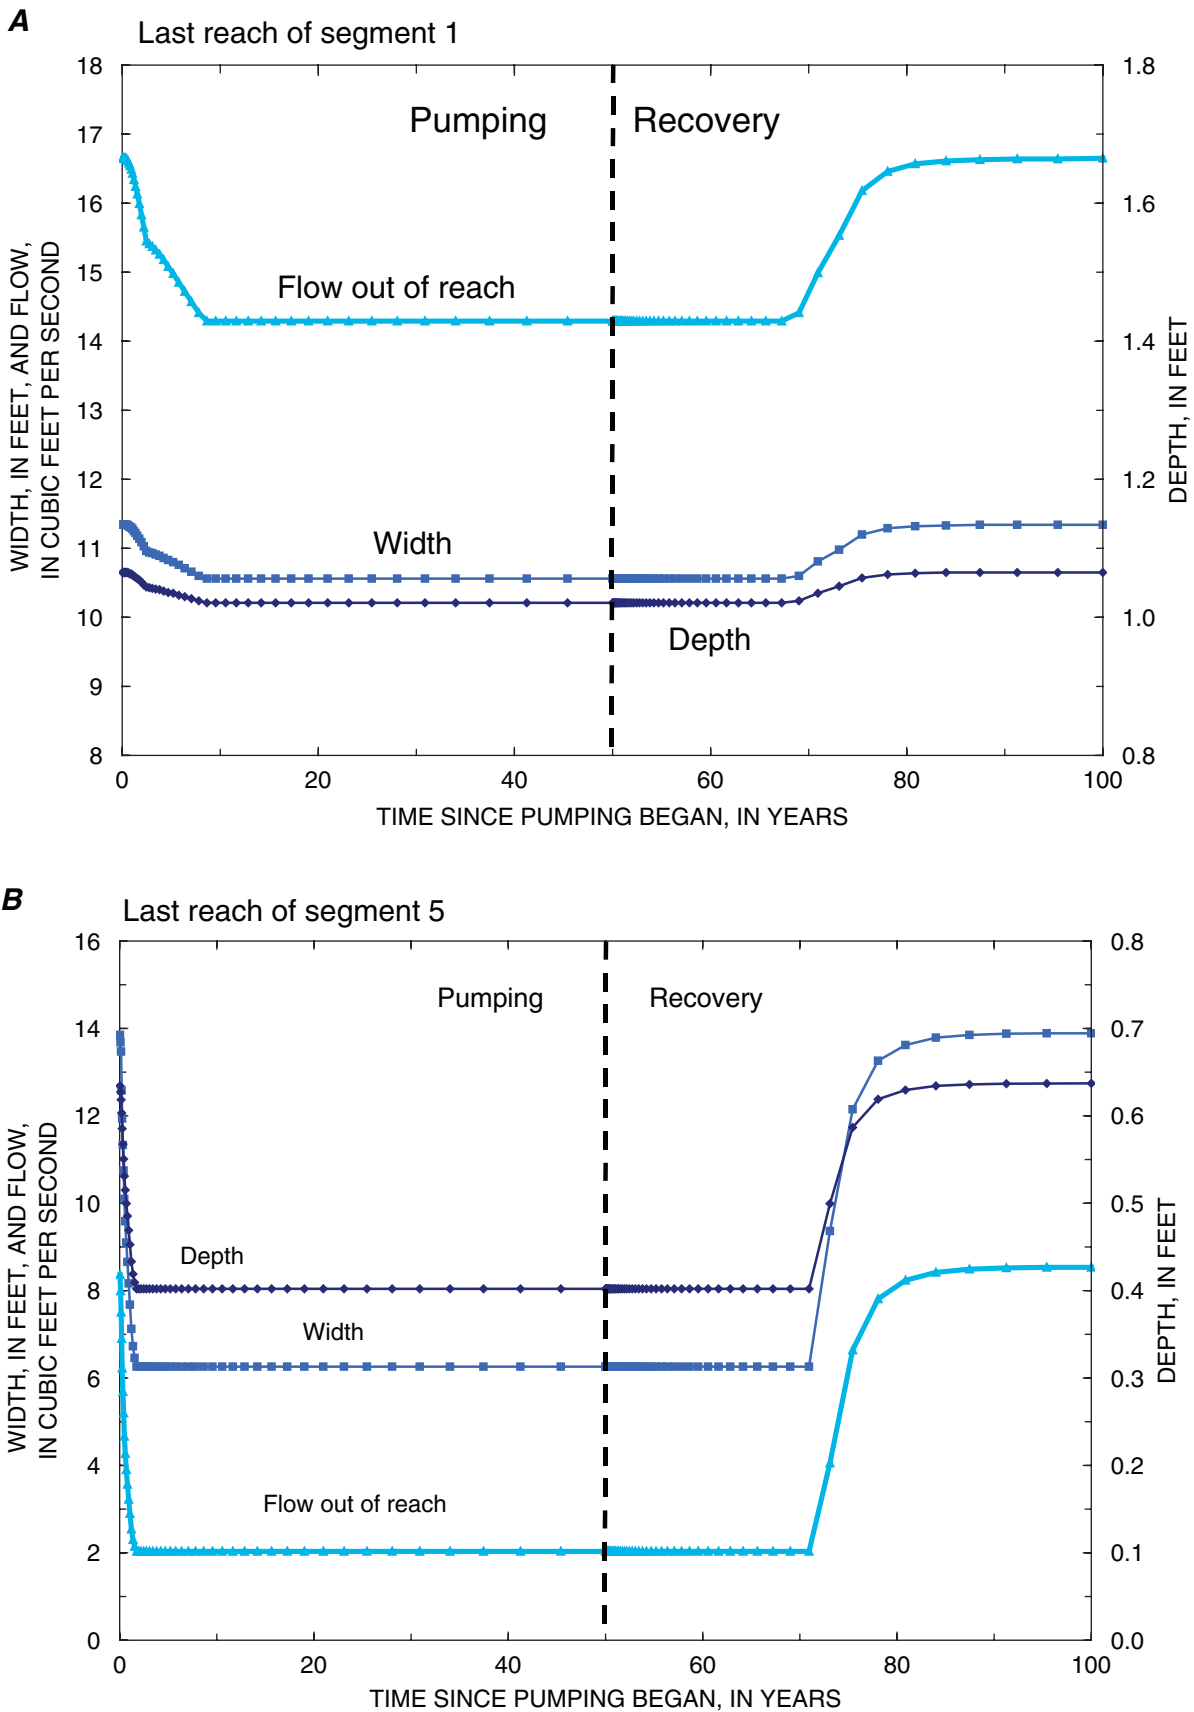 A
Last reach of segment 1
18
17
16
15
14
13
12
11
10
9
8
1.8
1.6
1.4
1.2
1.0
0.8
WIDTH, IN FEET, AND FLOW,
IN CUBIC FEET PER SECOND
DEPTH, IN FEET
Pumping
Recovery
Flow out of reach
Width
Depth
0 20 40 60 80 100
TIME SINCE PUMPING BEGAN, IN YEARS
B
Last reach of segment 5
16
14
12
10
8
6
4
2
0
0.8
0.7
0.6
0.5
0.4
0.3
0.2
0.1
0.0
WIDTH, IN FEET, AND FLOW,
IN CUBIC FEET PER SECOND
DEPTH, IN FEET
Pumping
Recovery
Depth
Width
Flow out of reach
0 20 40 60 80 100
TIME SINCE PUMPING BEGAN, IN YEARS